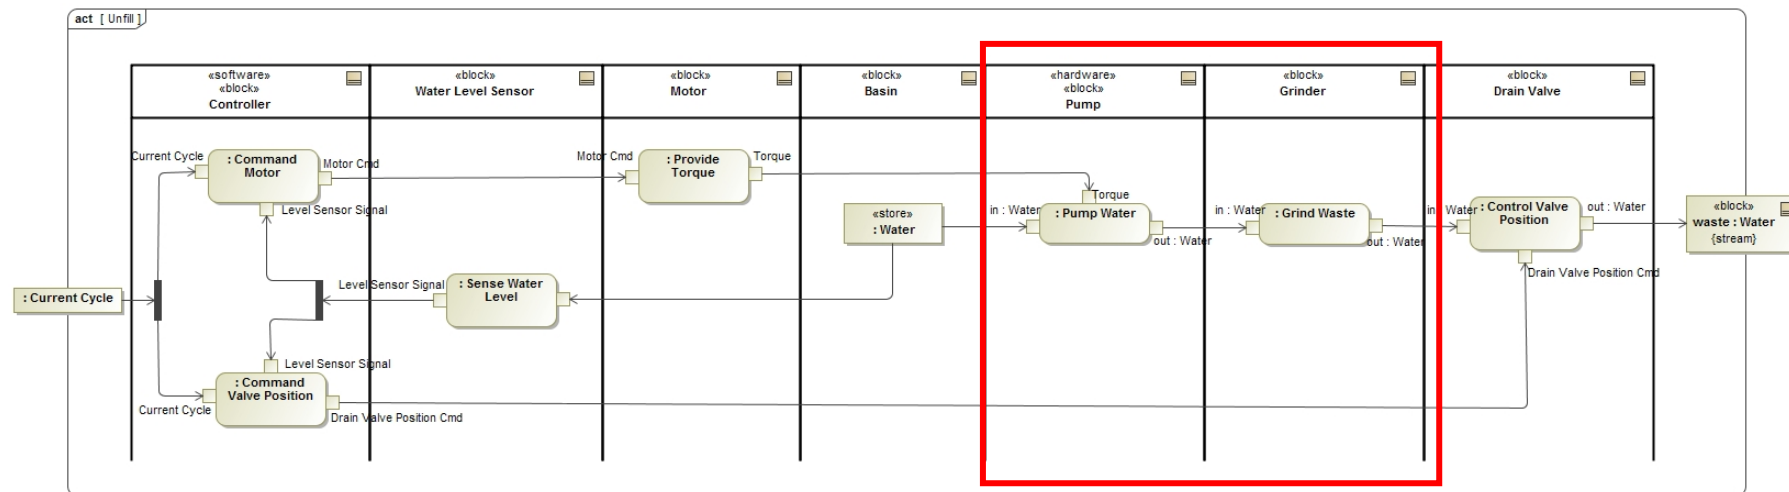 act [ Unfill ]
«software»
«block»
Controller
«block»
Water Level Sensor
«block»
Motor
«block»
Basin
«hardware»
«block»
Pump
«block»
Grinder
«block»
Drain Valve
Current Cycle
: Command
Motor
Motor Cmd
Level Sensor Signal
Motor Cmd
: Provide
Torque
Torque
«store»
: Water
Torque
in : Water
: Pump Water
out : Water
in : Water
: Grind Waste
out : Water
in : Water
: Control Valve
Position
out : Water
Drain Valve Position Cmd
«block»
waste : Water
{stream}
: Current Cycle
Level Sensor Signal
: Sense Water
Level
Level Sensor Signal
: Command
Valve Position
Current Cycle
Drain Valve Position Cmd